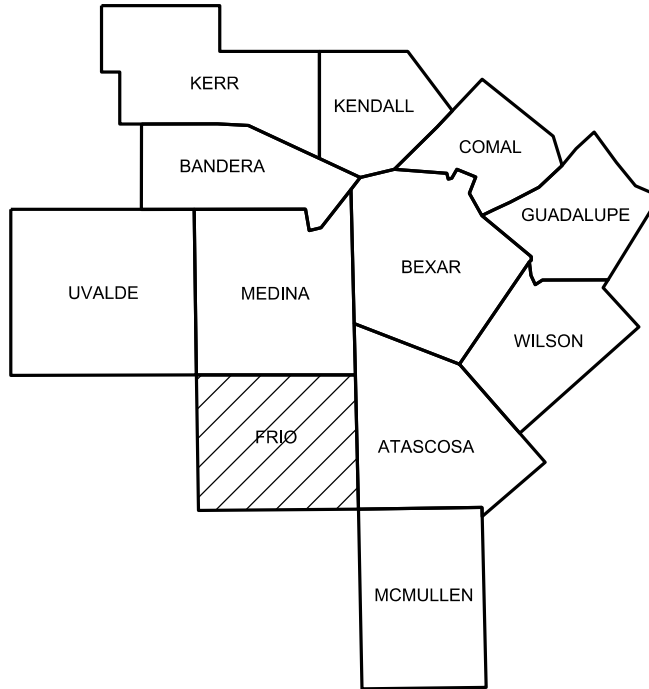 KERR
KENDALL
COMAL
BANDERA
GUADALUPE
BEXAR
UVALDE
MEDINA
WILSON
FRIO
ATASCOSA
MCMULLEN